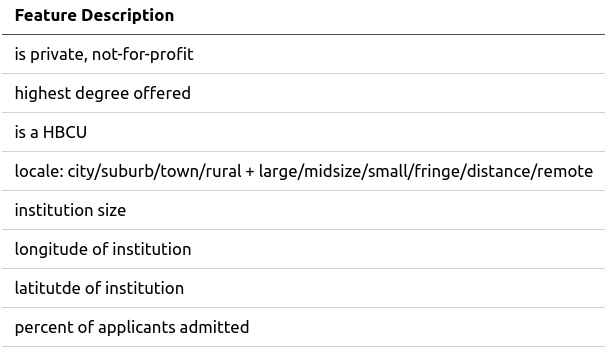 Feature Description
is private, not-for-profit
highest degree offered
is a HBCU
locale: city/suburb/town/rural + large/midsize/small/fringe/distance/remote
institution size
longitude of institution
latitutde of institution
percent of applicants admitted